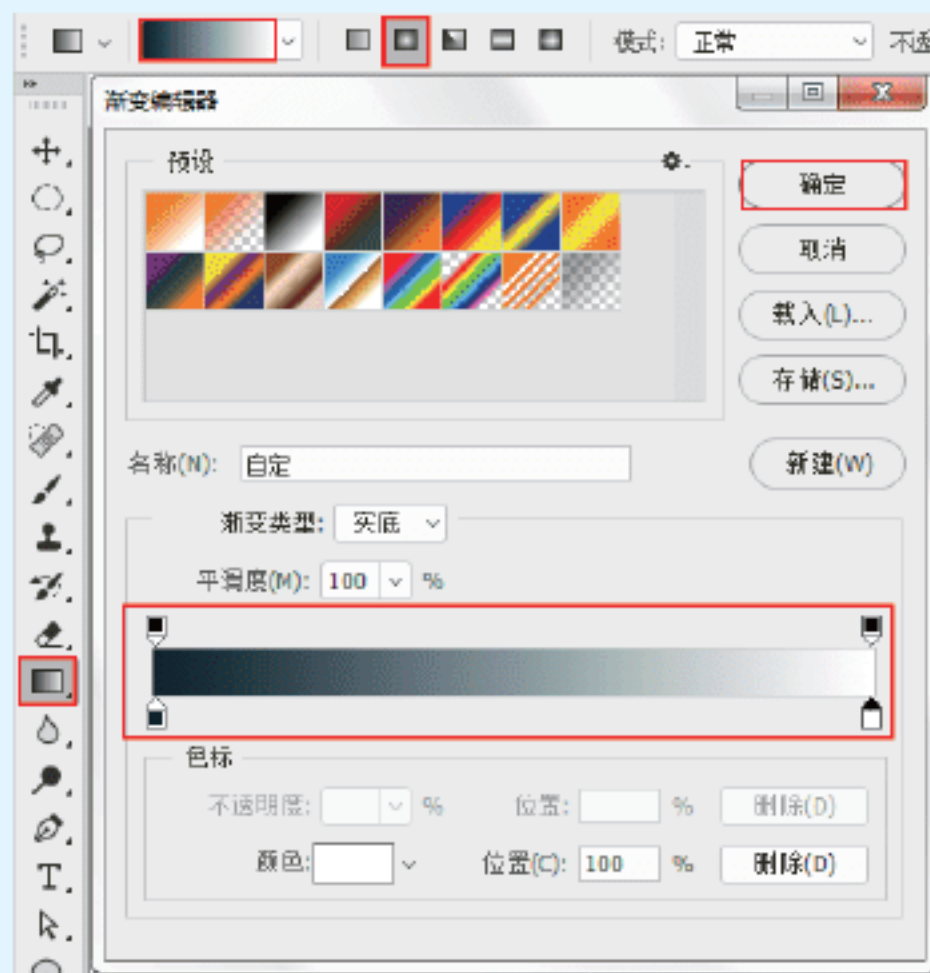 模式: 正常 不透
渐变编辑器
预设
确定
取消
载入(L)...
存储(S)...
名称(N): 自定
新建(W)
渐变类型: 实底
平滑度(M): 100 %
色标
不透明度: % 位置: % 删除(D)
颜色: 位置(C): 100 % 删除(D)